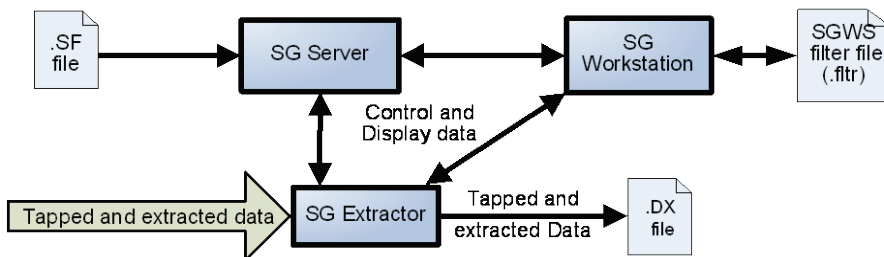 .SF
file
SG Server
SG
Workstation
SGWS
filter file
(.fltr)
Control and
Display data
Tapped and extracted data
SG Extractor
Tapped and
extracted Data
.DX
file